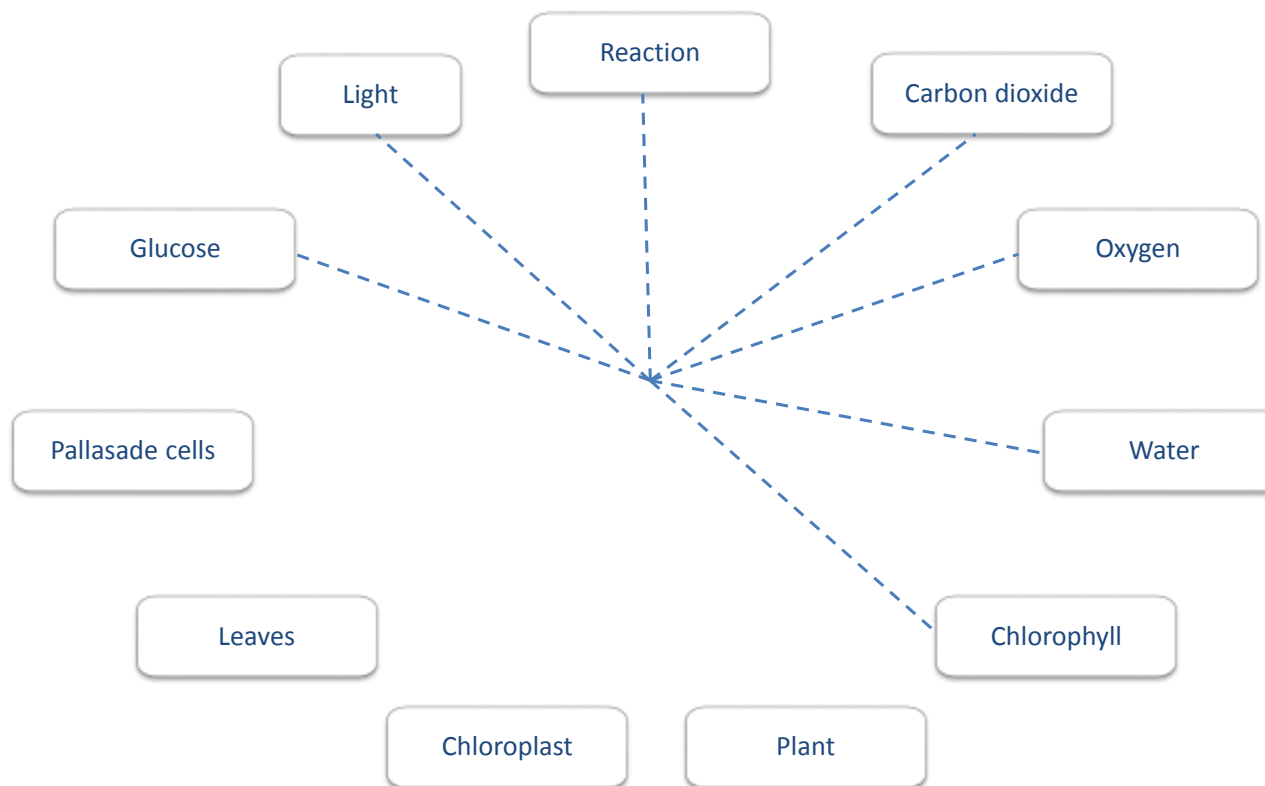 Reaction
Light
Carbon dioxide
Glucose
Oxygen
Pallasade cells
Water
Leaves
Chlorophyll
Chloroplast
Plant